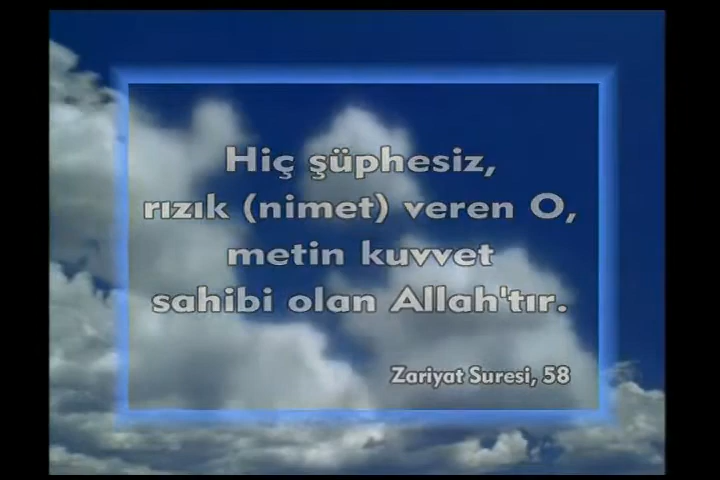 Hiç şüphesiz,
rızık (nimet) veren O,
metin kuvvet
sahibi olan Allah'tır.
Zariyat Suresi, 58